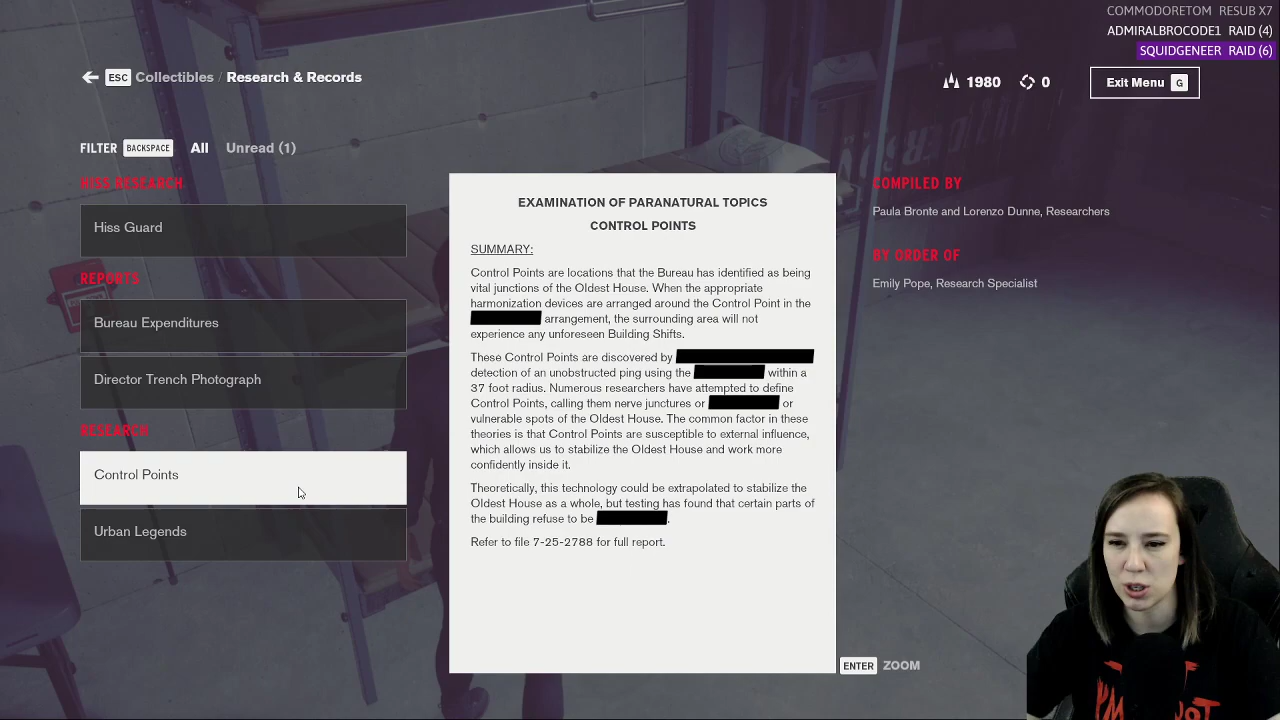 COMMODORETOM RESUB X7
ADMIRALBROCODE1 RAID (4)
SQUIDGENEER RAID (6)
ESC Collectibles / Research & Records
1980 0 Exit Menu G
FILTER BACKSPACE All Unread (1)
HISS RESEARCH
Hiss Guard
REPORTS
Bureau Expenditures
Director Trench Photograph
RESEARCH
Control Points
Urban Legends
EXAMINATION OF PARANATURAL TOPICS
CONTROL POINTS
SUMMARY:
Control Points are locations that the Bureau has identified as being
vital junctions of the Oldest House. When the appropriate
harmonization devices are arranged around the Control Point in the
arrangement, the surrounding area will not
experience any unforeseen Building Shifts.
These Control Points are discovered by
detection of an unobstructed ping using the within a
37 foot radius. Numerous researchers have attempted to define
Control Points, calling them nerve junctures or or
vulnerable spots of the Oldest House. The common factor in these
theories is that Control Points are susceptible to external influence,
which allows us to stabilize the Oldest House and work more
confidently inside it.
Theoretically, this technology could be extrapolated to stabilize the
Oldest House as a whole, but testing has found that certain parts of
the building refuse to be .
Refer to file 7-25-2788 for full report.
COMPILED BY
Paula Bronte and Lorenzo Dunne, Researchers
BY ORDER OF
Emily Pope, Research Specialist
ENTER ZOOM